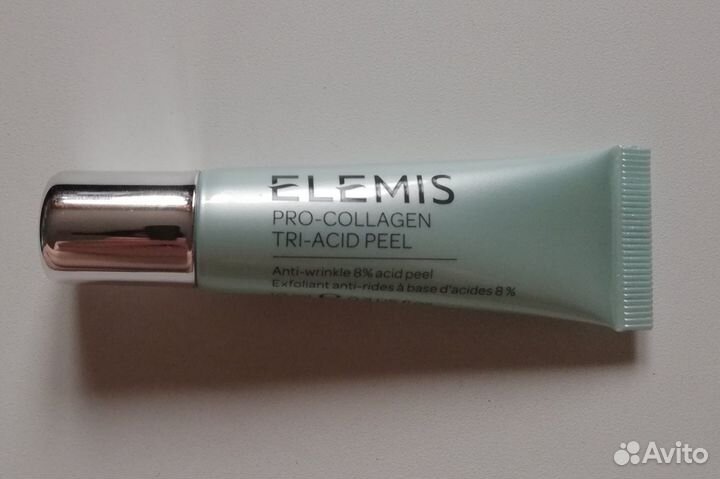 ELEMIS
PRO-COLLAGEN
TRI-ACID PEEL
Anti-wrinkle 8% acid peel
Exfoliant anti-rides à base d'acides 8%
Avito